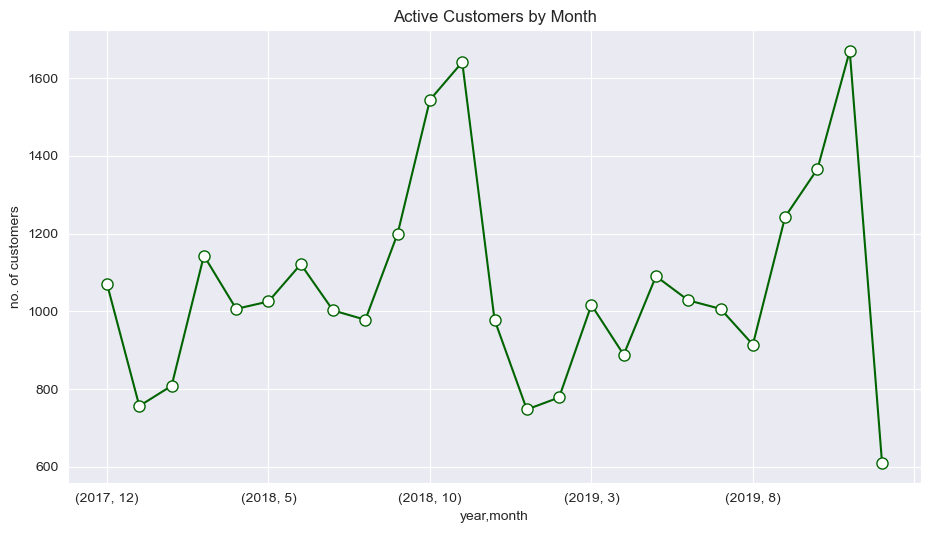 Active Customers by Month
1600
1400
1200
1000
800
600
no. of customers
(2017, 12) (2018, 5) (2018, 10) (2019, 3) (2019, 8)
year,month